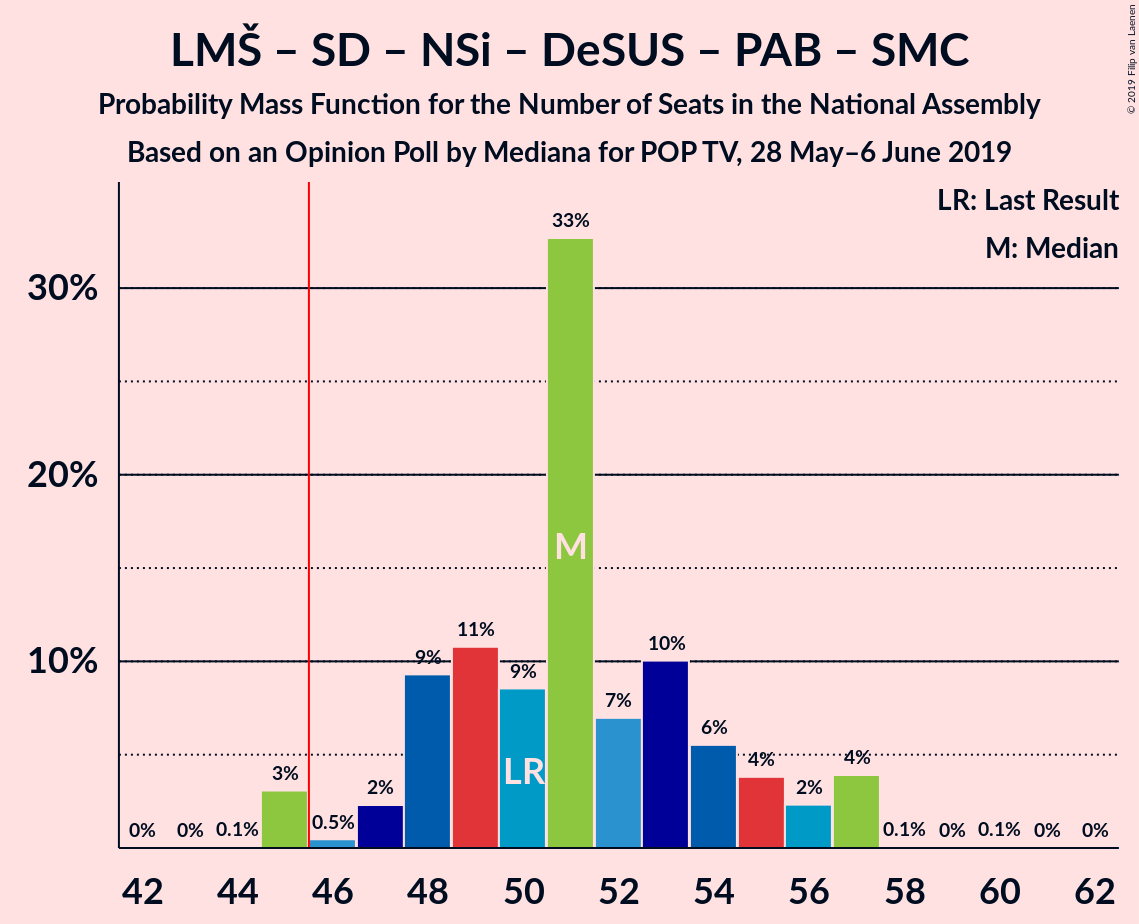 LMŠ – SD – NSi – DeSUS – PAB – SMC
Probability Mass Function for the Number of Seats in the National Assembly
Based on an Opinion Poll by Mediana for POP TV, 28 May–6 June 2019
© 2019 Filip van Laenen
LR: Last Result
M: Median
30%
20%
10%
0%
0%
0.1%
3%
0.5%
2%
9%
11%
9%
33%
7%
10%
6%
4%
2%
4%
0.1%
0%
0.1%
0%
0%
LR
M
42 44 46 48 50 52 54 56 58 60 62